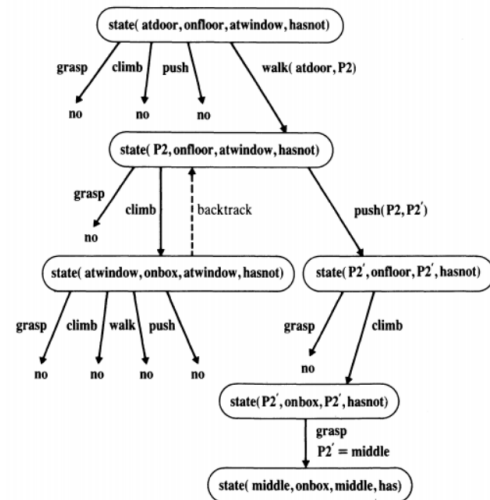 state( atdoor, onfloor, atwindow, hasnot)
grasp climb push walk( atdoor, P2)
no no no
state( P2, onfloor, atwindow, hasnot)
grasp climb backtrack push( P2, P2′)
no
state( atwindow, onbox, atwindow, hasnot) state( P2′, onfloor, P2′, hasnot)
grasp climb walk push grasp climb
no no no no no
state( P2′, onbox, P2′, hasnot)
grasp
P2′ = middle
state( middle, onbox, middle, has)